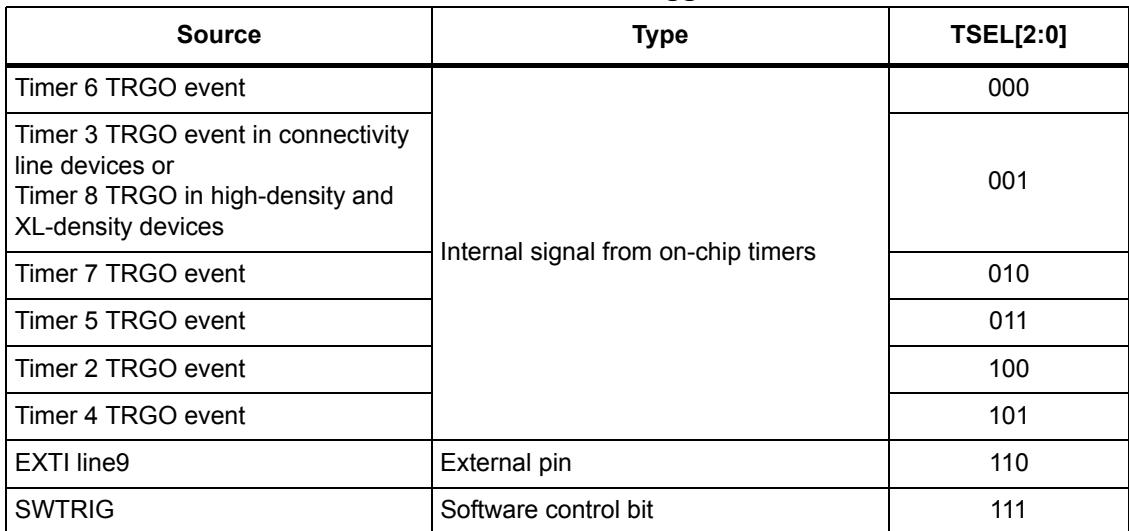 Source Type TSEL[2:0]
Timer 6 TRGO event 000
Timer 3 TRGO event in connectivity
line devices or
Timer 8 TRGO in high-density and
XL-density devices
001
Internal signal from on-chip timers
Timer 7 TRGO event 010
Timer 5 TRGO event 011
Timer 2 TRGO event 100
Timer 4 TRGO event 101
EXTI line9 External pin 110
SWTRIG Software control bit 111